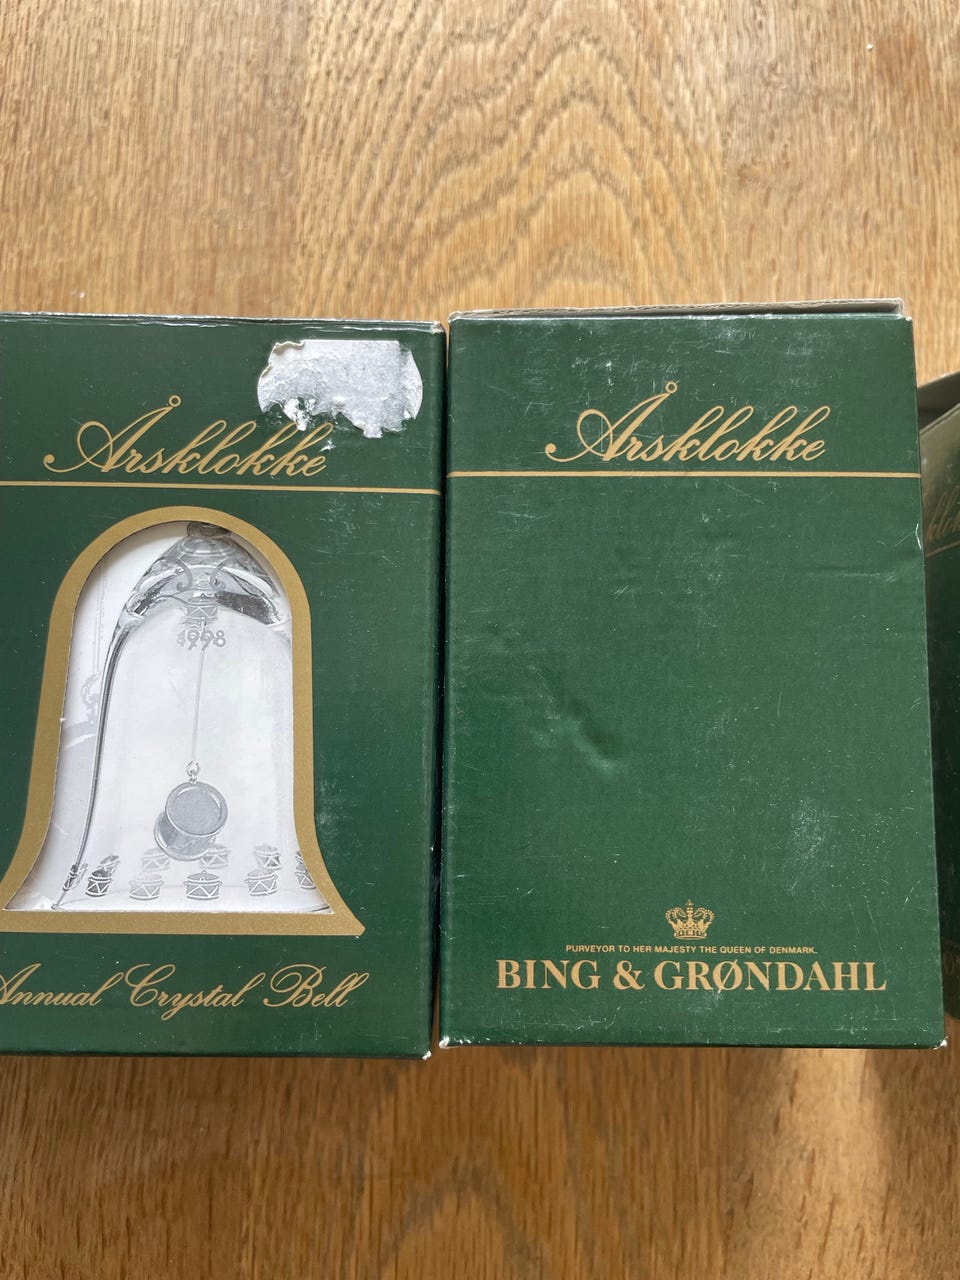 Årsklokke
1998
Annual Crystal Bell
Årsklokke
PURVEYOR TO HER MAJESTY THE QUEEN OF DENMARK.
BING & GRØNDAHL